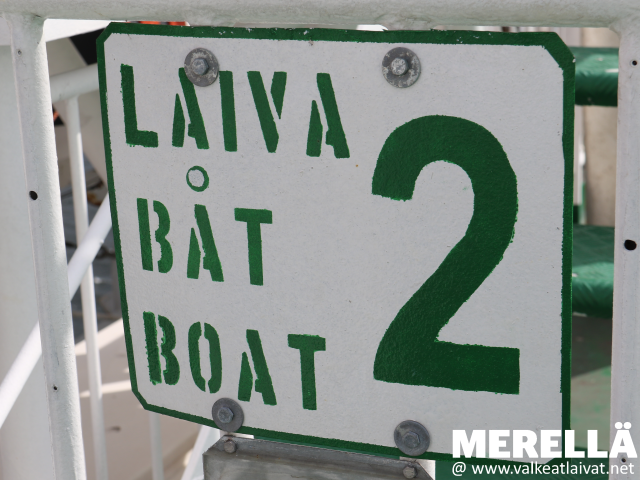 LAIVA
BÅT
BOAT
2
MERELLÄ
@ www.valkeatlaivat.net